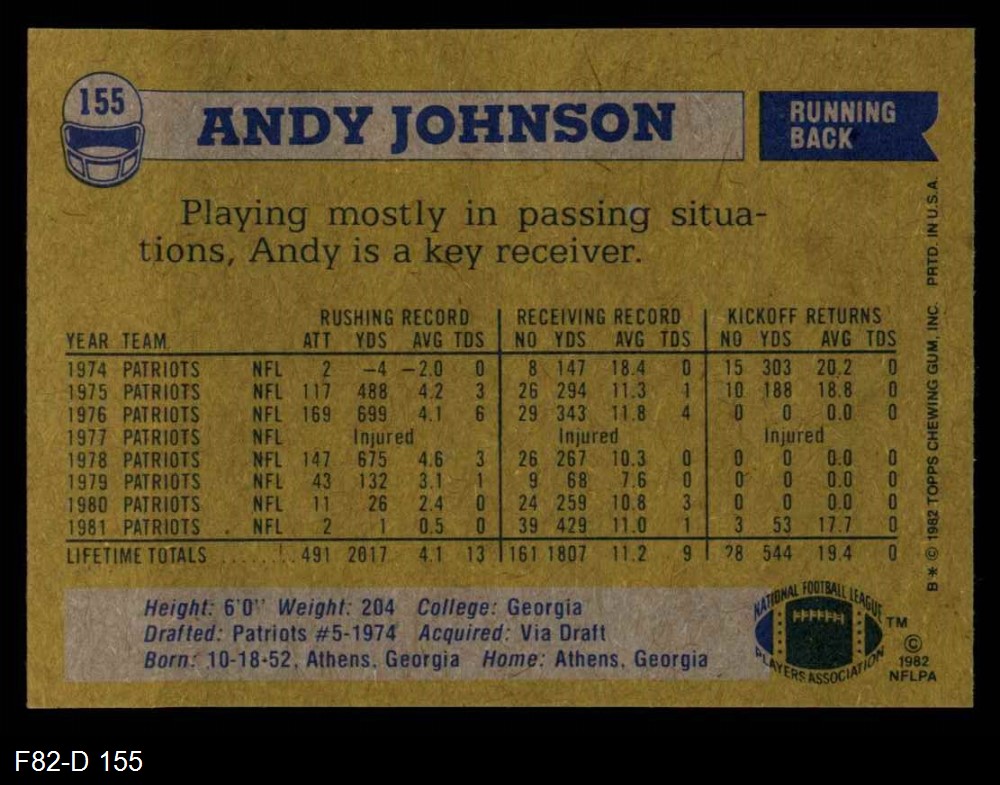 155
ANDY JOHNSON
RUNNING
BACK
Playing mostly in passing situa-
tions, Andy is a key receiver.
RUSHING RECORD RECEIVING RECORD KICKOFF RETURNS
YEAR TEAM ATT YDS AVG TDS NO YDS AVG TDS NO YDS AVG TDS
1974 PATRIOTS NFL 2 -4 -2.0 0 8 147 18.4 0 15 303 20.2 0
1975 PATRIOTS NFL 117 488 4.2 3 26 294 11.3 1 10 188 18.8 0
1976 PATRIOTS NFL 169 699 4.1 6 29 343 11.8 4 0 0 0.0 0
1977 PATRIOTS NFL Injured Injured Injured
1978 PATRIOTS NFL 147 675 4.6 3 26 267 10.3 0 0 0 0.0 0
1979 PATRIOTS NFL 43 132 3.1 1 9 68 7.6 0 0 0 0.0 0
1980 PATRIOTS NFL 11 26 2.4 0 24 259 10.8 3 0 0 0.0 0
1981 PATRIOTS . NFL 2 1 0.5 0 39 429 11.0 1 3 53 17.7 0
LIFETIME TOTALS ......... 491 2017 4.1 13 161 1807 11.2 9 28 544 19.4 0
Height: 6'0" Weight: 204 College: Georgia
Drafted: Patriots #5-1974 Acquired: Via Draft
Born: 10-18-52, Athens, Georgia Home: Athens, Georgia
NATIONAL FOOTBALL LEAGUE
PLAYERS ASSOCIATION
TM
©
1982
NFLPA
B * © 1982 TOPPS CHEWING GUM, INC. PRTD. IN U.S.A.
F82-D 155